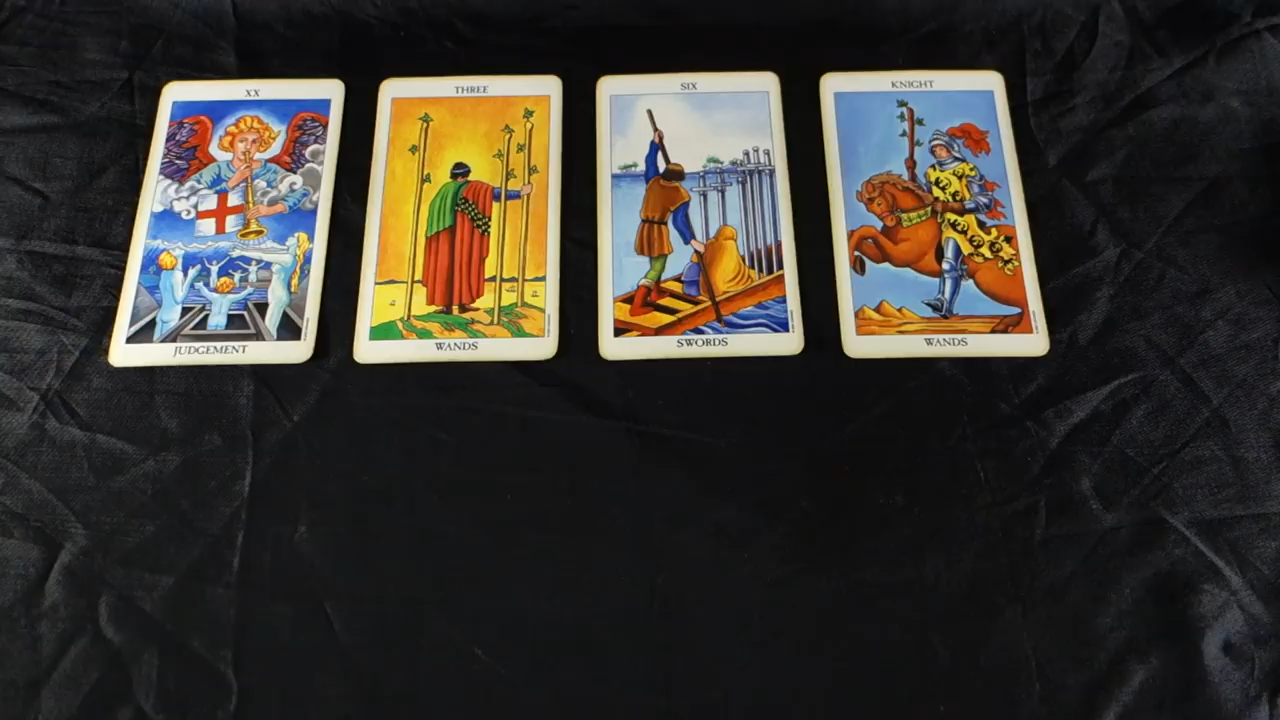 XX
JUDGEMENT
THREE
WANDS
SIX
SWORDS
KNIGHT
WANDS